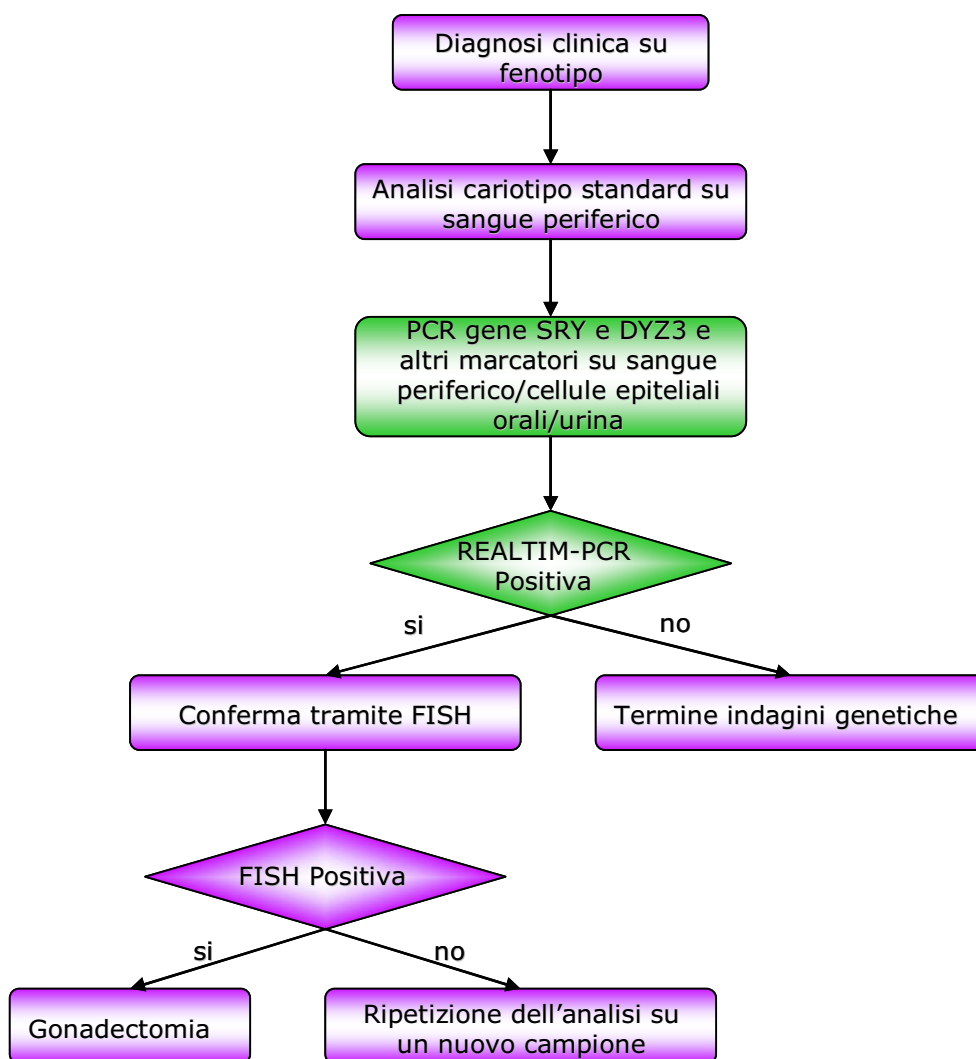 Diagnosi clinica su
fenotipo
Analisi cariotipo standard su
sangue periferico
PCR gene SRY e DYZ3 e
altri marcatori su sangue
periferico/cellule epiteliali
orali/urina
REALTIM-PCR
Positiva
si
no
Conferma tramite FISH
Termine indagini genetiche
FISH Positiva
si
no
Gonadectomia
Ripetizione dell’analisi su
un nuovo campione